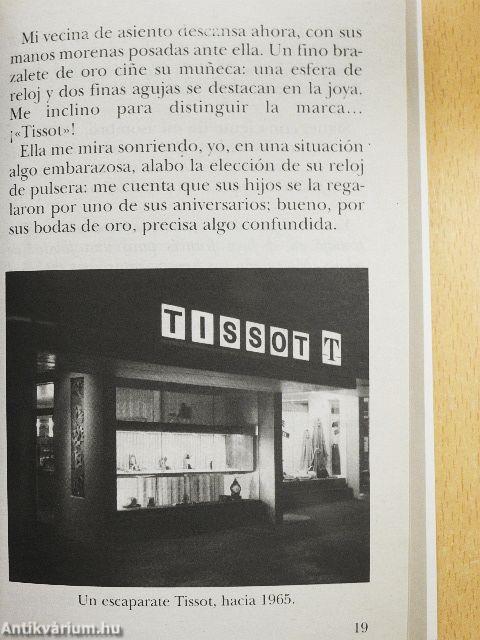 Mi vecina de asiento descansa ahora, con sus
manos morenas posadas ante ella. Un fino bra-
zalete de oro ciñe su muñeca: una esfera de
reloj y dos finas agujas se destacan en la joya.
Me inclino para distinguir la marca...
¡«Tissot»!
Ella me mira sonriendo, yo, en una situación
algo embarazosa, alabo la elección de su reloj
de pulsera: me cuenta que sus hijos se la rega-
laron por uno de sus aniversarios; bueno, por
sus bodas de oro, precisa algo confundida.
TISSOT T
Un escaparate Tissot, hacia 1965.
19
Antikvárium.hu